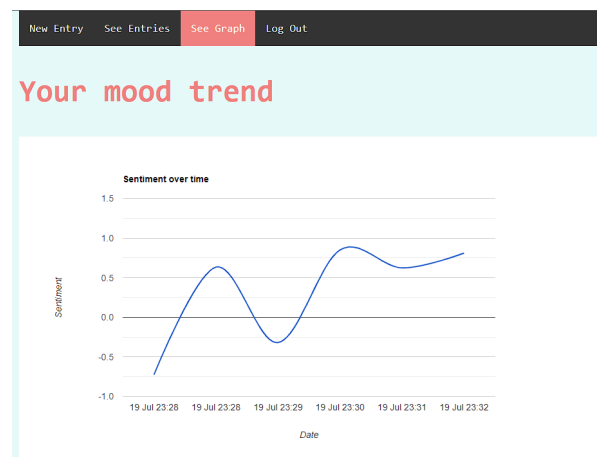 New Entry See Entries See Graph Log Out
Your mood trend
Sentiment over time
1.5
1.0
0.5
0.0
-0.5
-1.0
Sentiment
19 Jul 23:28 19 Jul 23:28 19 Jul 23:29 19 Jul 23:30 19 Jul 23:31 19 Jul 23:32
Date